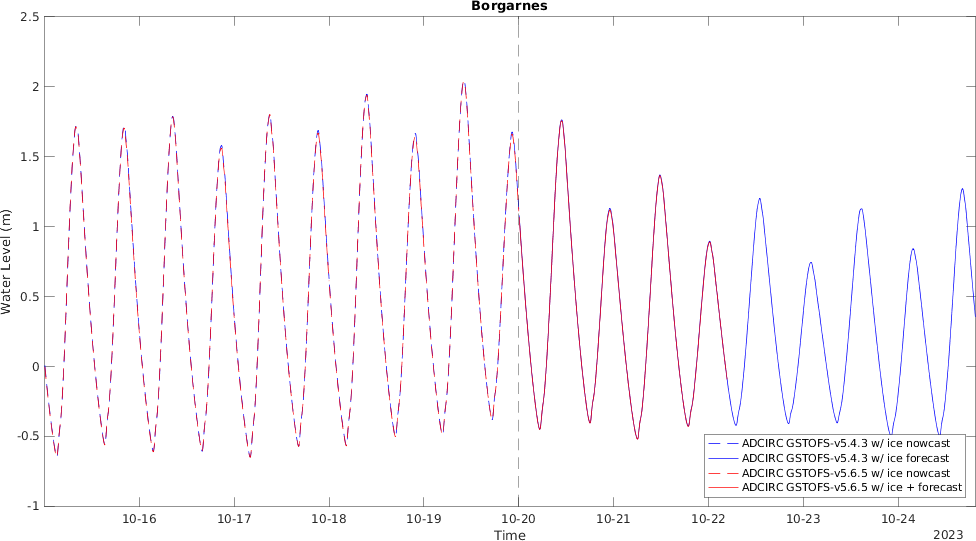 Borgarnes
2.5
2
1.5
1
0.5
0
-0.5
-1
Water Level (m)
10-16
10-17
10-18
10-19
10-20
10-21
10-22
10-23
10-24
Time
2023
ADCIRC GSTOFS-v5.4.3 w/ ice nowcast
ADCIRC GSTOFS-v5.4.3 w/ ice forecast
ADCIRC GSTOFS-v5.6.5 w/ ice nowcast
ADCIRC GSTOFS-v5.6.5 w/ ice + forecast